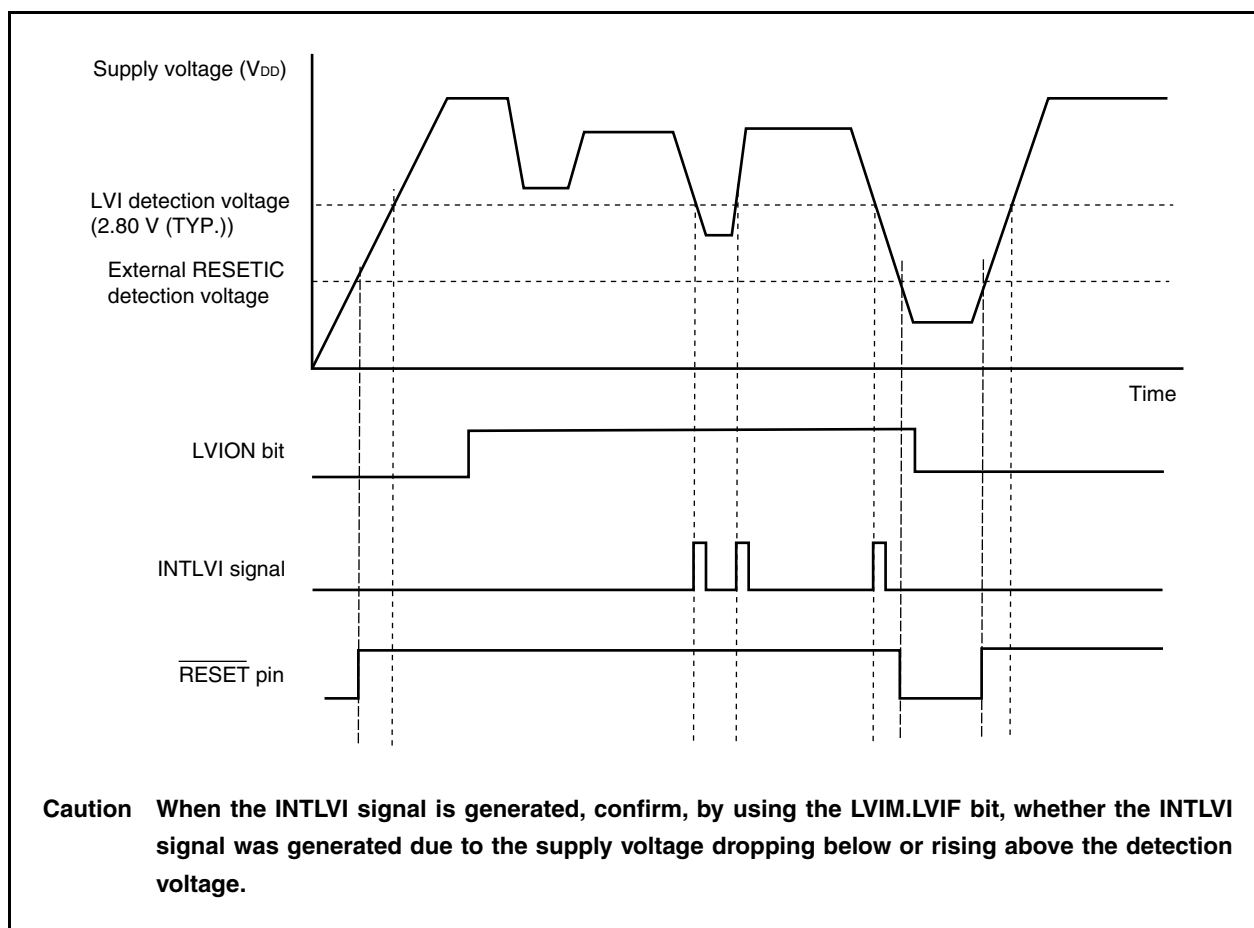 Supply voltage (VDD)
LVI detection voltage
(2.80 V (TYP.))
External RESETIC
detection voltage
Time
LVION bit
INTLVI signal
RESET pin
Caution When the INTLVI signal is generated, confirm, by using the LVIM.LVIF bit, whether the INTLVI
signal was generated due to the supply voltage dropping below or rising above the detection
voltage.